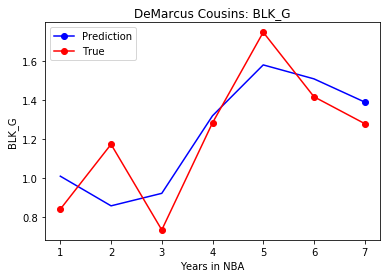 DeMarcus Cousins: BLK_G
Prediction
True
BLK_G
1.6
1.4
1.2
1.0
0.8
1 2 3 4 5 6 7
Years in NBA